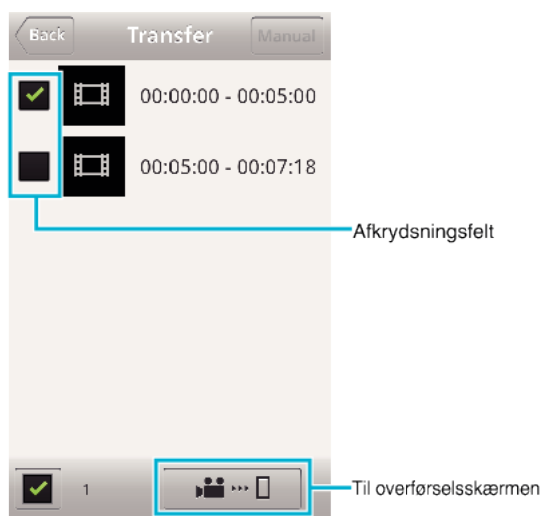 Back Transfer Manual
00:00:00 - 00:05:00
00:05:00 - 00:07:18
Afkrydsningsfelt
1
Til overførselsskærmen